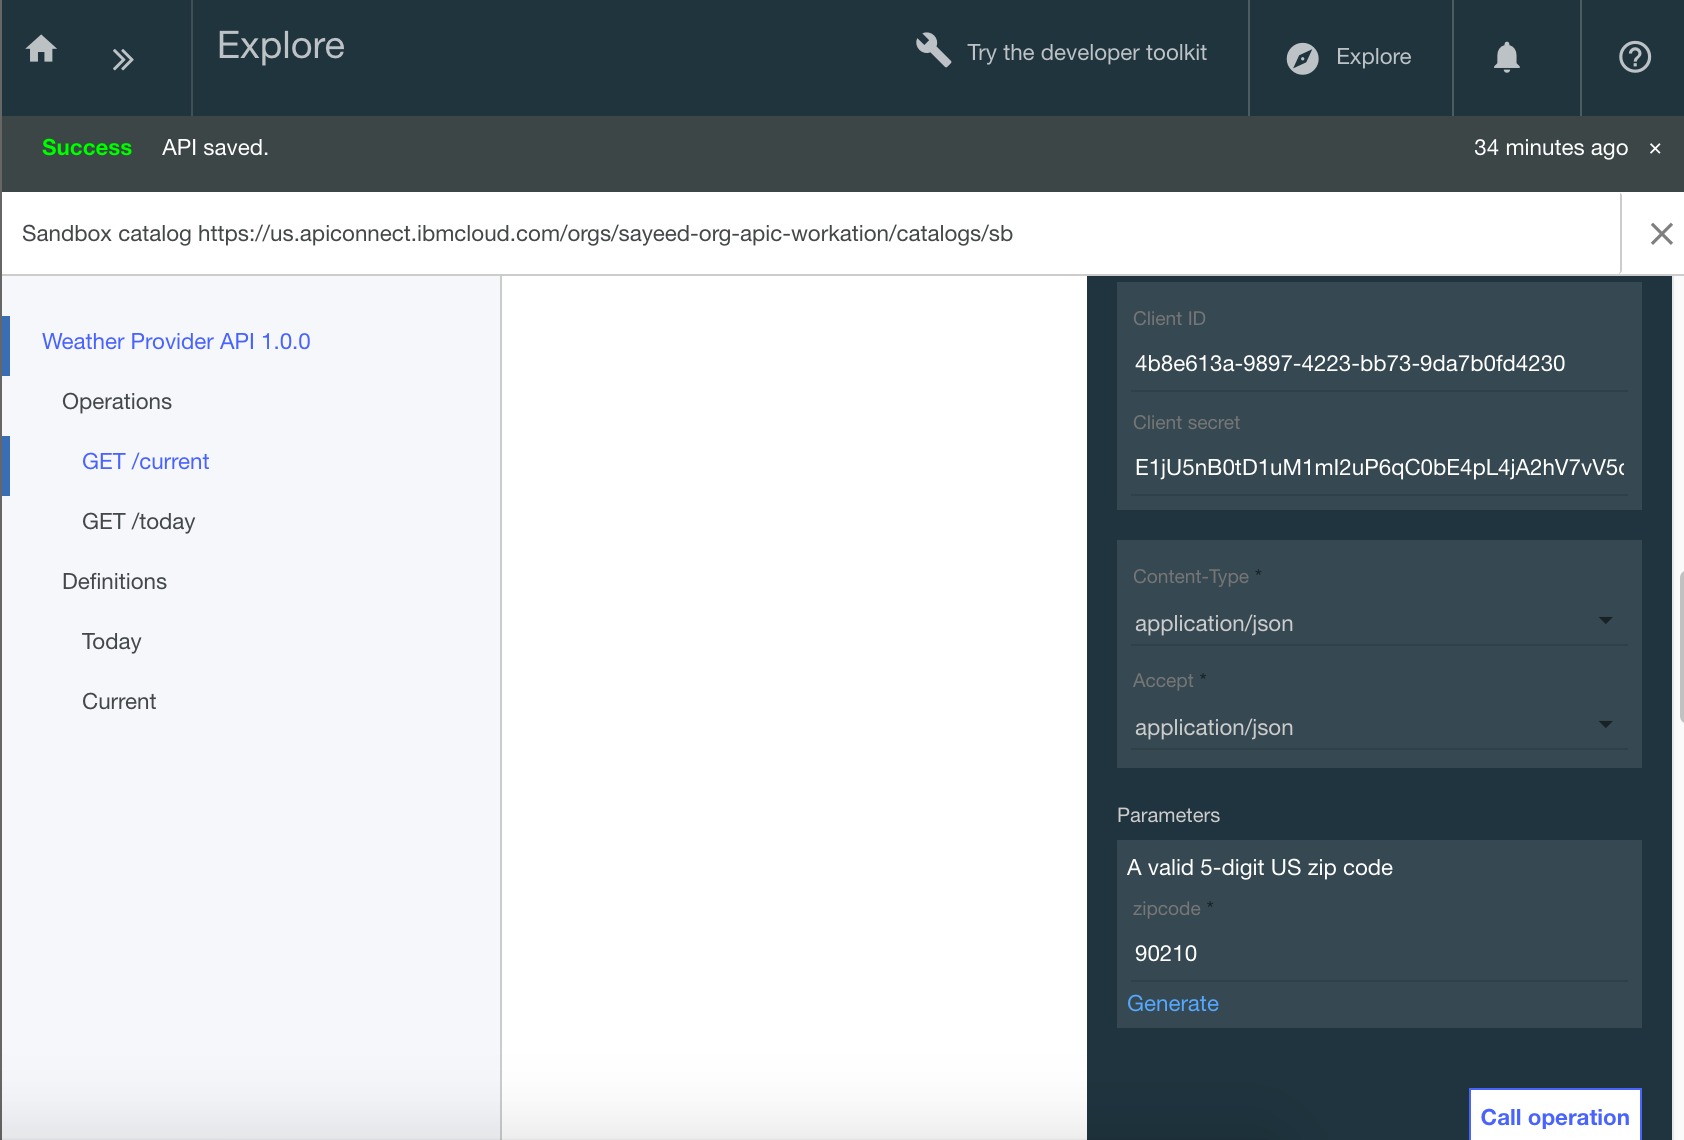 Explore
Try the developer toolkit
Explore
Success API saved.
34 minutes ago ×
Sandbox catalog https://us.apiconnect.ibmcloud.com/orgs/sayeed-org-apic-workation/catalogs/sb
Weather Provider API 1.0.0
Operations
GET /current
GET /today
Definitions
Today
Current
Client ID
4b8e613a-9897-4223-bb73-9da7b0fd4230
Client secret
E1jU5nB0tD1uM1mI2uP6qC0bE4pL4jA2hV7vV5
Content-Type *
application/json
Accept *
application/json
Parameters
A valid 5-digit US zip code
zipcode *
90210
Generate
Call operation